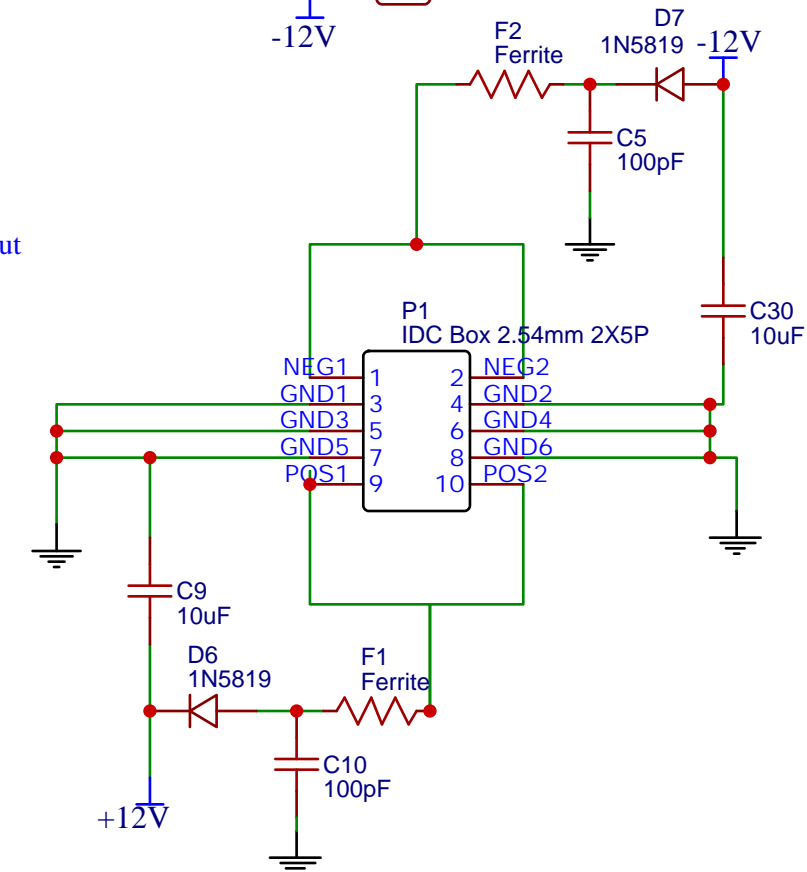 -12V
F2
Ferrite
D7
1N5819
-12V
C5
100pF
ut
P1
IDC Box 2.54mm 2X5P
C30
10uF
NEG1 1 2 NEG2
GND1 3 4 GND2
GND3 5 6 GND4
GND5 7 8 GND6
POS1 9 10 POS2
C9
10uF
D6
1N5819
F1
Ferrite
C10
100pF
+12V